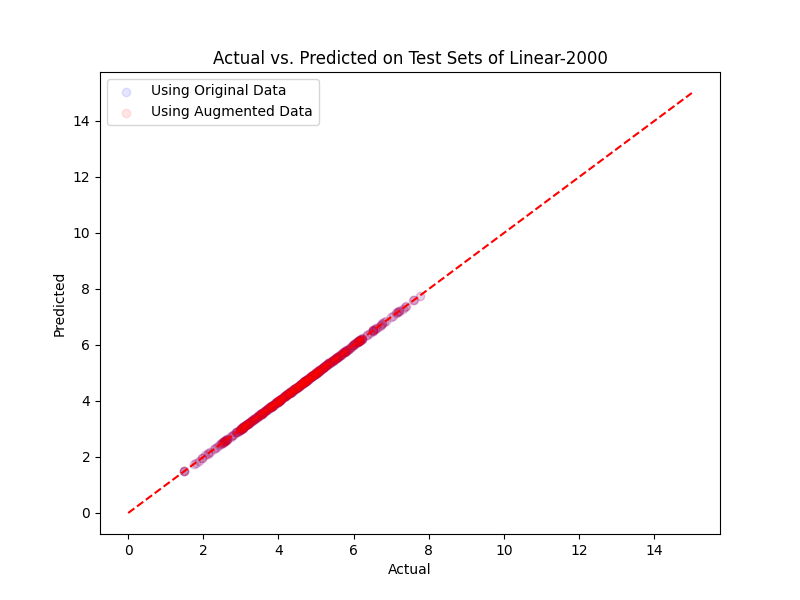 Actual vs. Predicted on Test Sets of Linear-2000
Using Original Data
Using Augmented Data
14
12
10
8
6
4
2
0
Predicted
0 2 4 6 8 10 12 14
Actual